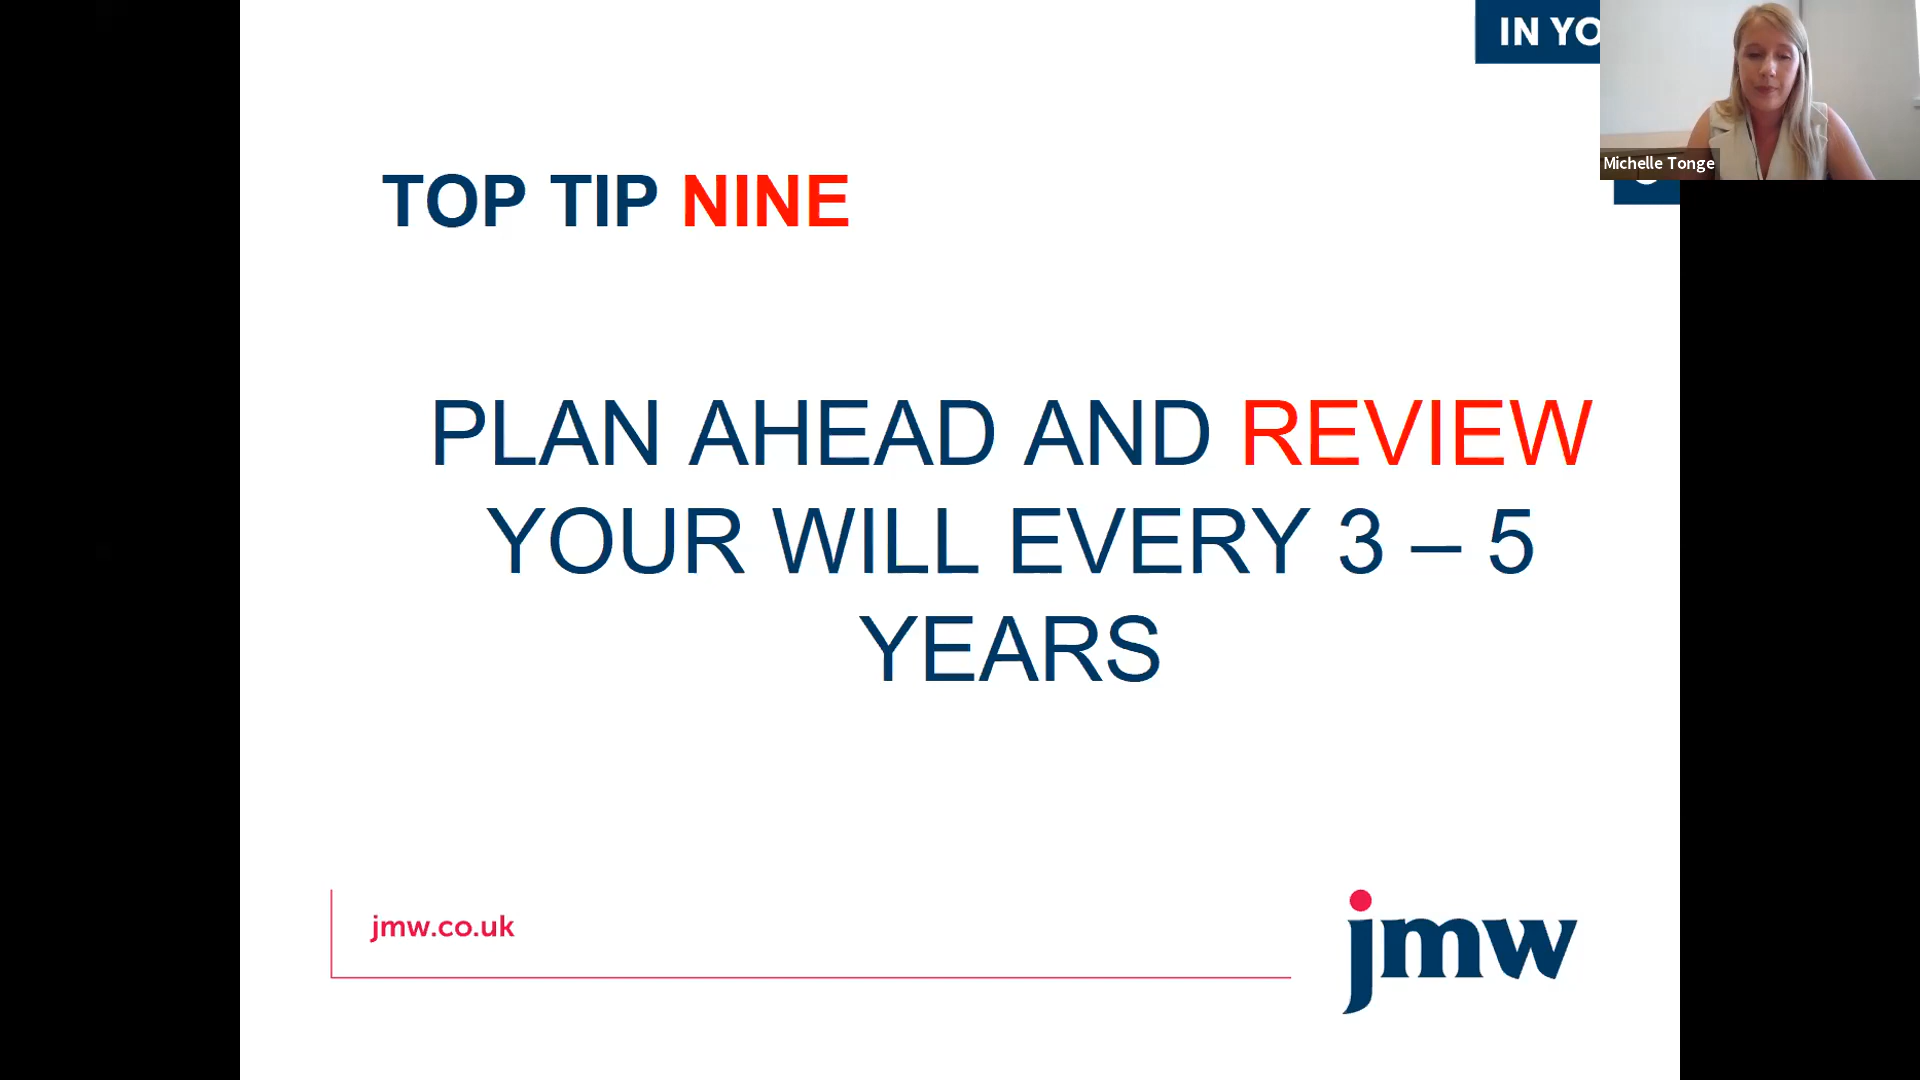 IN YO
Michelle Tonge
TOP TIP NINE
PLAN AHEAD AND REVIEW
YOUR WILL EVERY 3 – 5
YEARS
jmw.co.uk
jmw